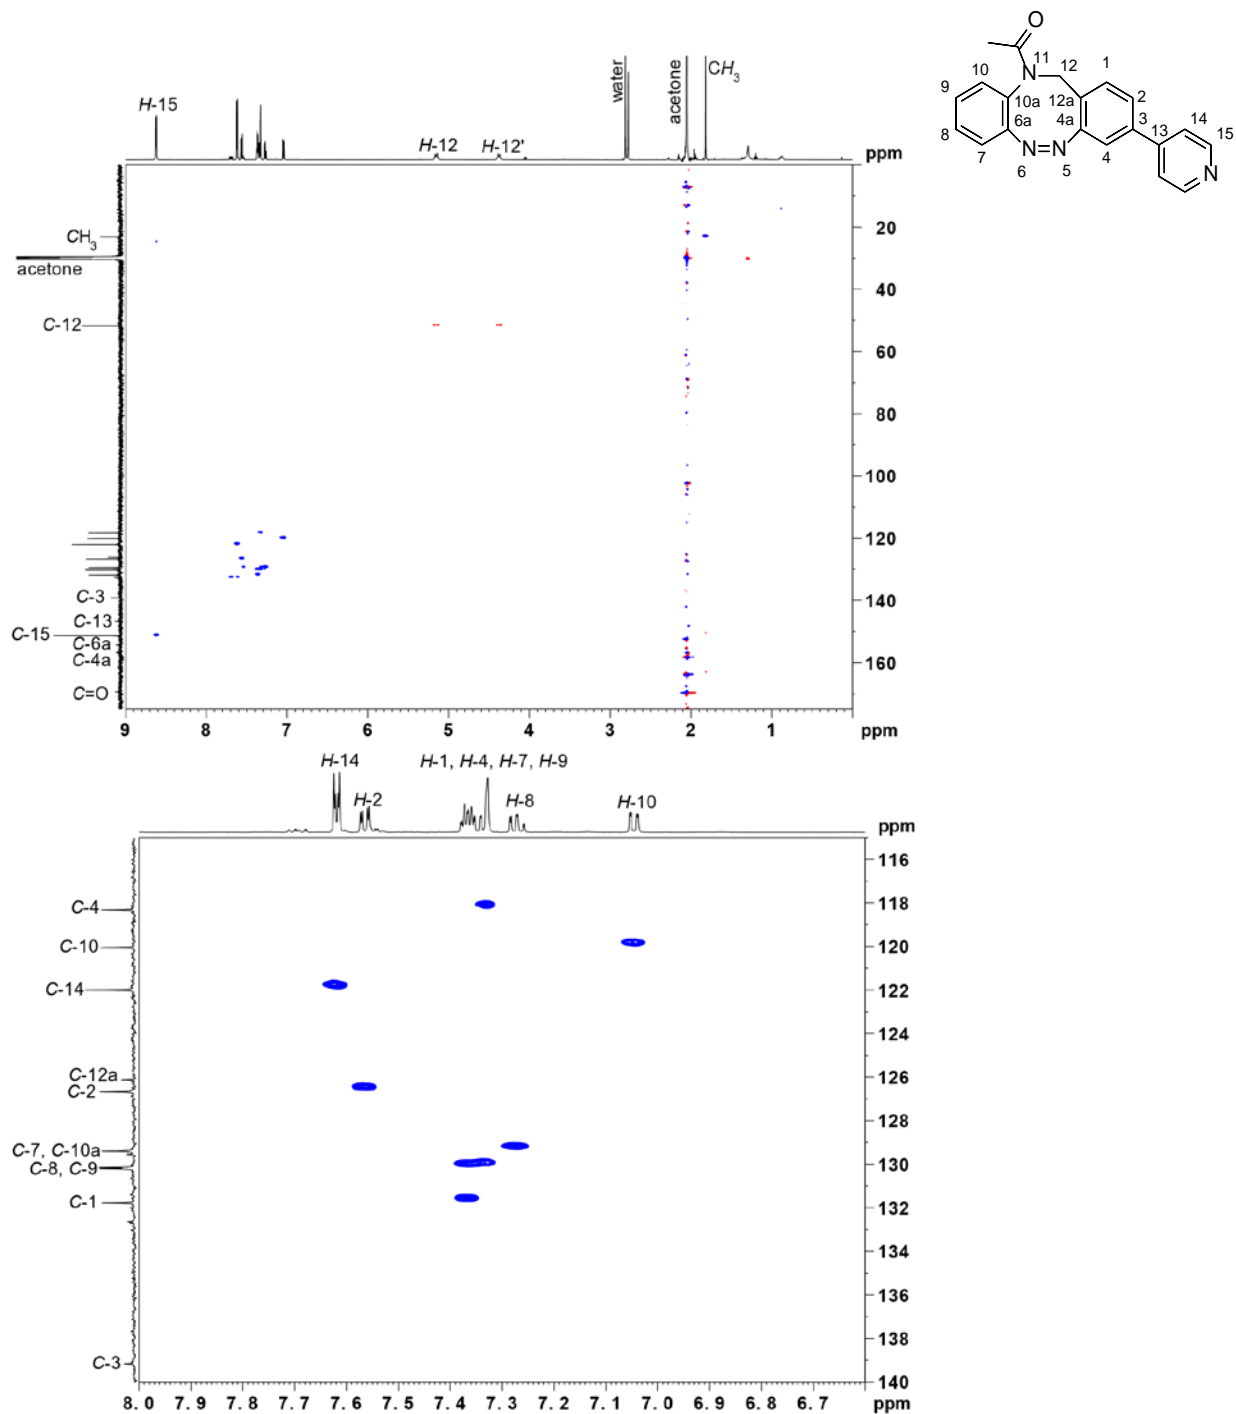 O
N
11
12
1
10
9
2
10a
12a
6a
4a
3
14
8
13
15
N
N
7
4
6
5
N
water
acetone
CH3
H-15
H-12
H-12'
ppm
CH3
20
acetone
40
C-12
60
80
100
120
C-3
140
C-13
C-15
C-6a
C-4a
160
C=O
9 8 7 6 5 4 3 2 1 ppm
H-14
H-1, H-4, H-7, H-9
H-2
H-8
H-10
ppm
116
C-4
118
C-10
120
C-14
122
124
C-12a
126
C-2
128
C-7, C-10a
C-8, C-9
130
C-1
132
134
136
138
C-3
140
8.0 7.9 7.8 7.7 7.6 7.5 7.4 7.3 7.2 7.1 7.0 6.9 6.8 6.7 ppm